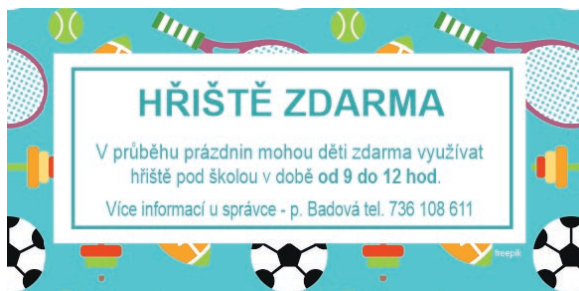 HŘIŠTĚ ZDARMA
V průběhu prázdnin mohou děti zdarma využívat
hřiště pod školou v době od 9 do 12 hod.
Více informací u správce - p. Badová tel. 736 108 611
freepik